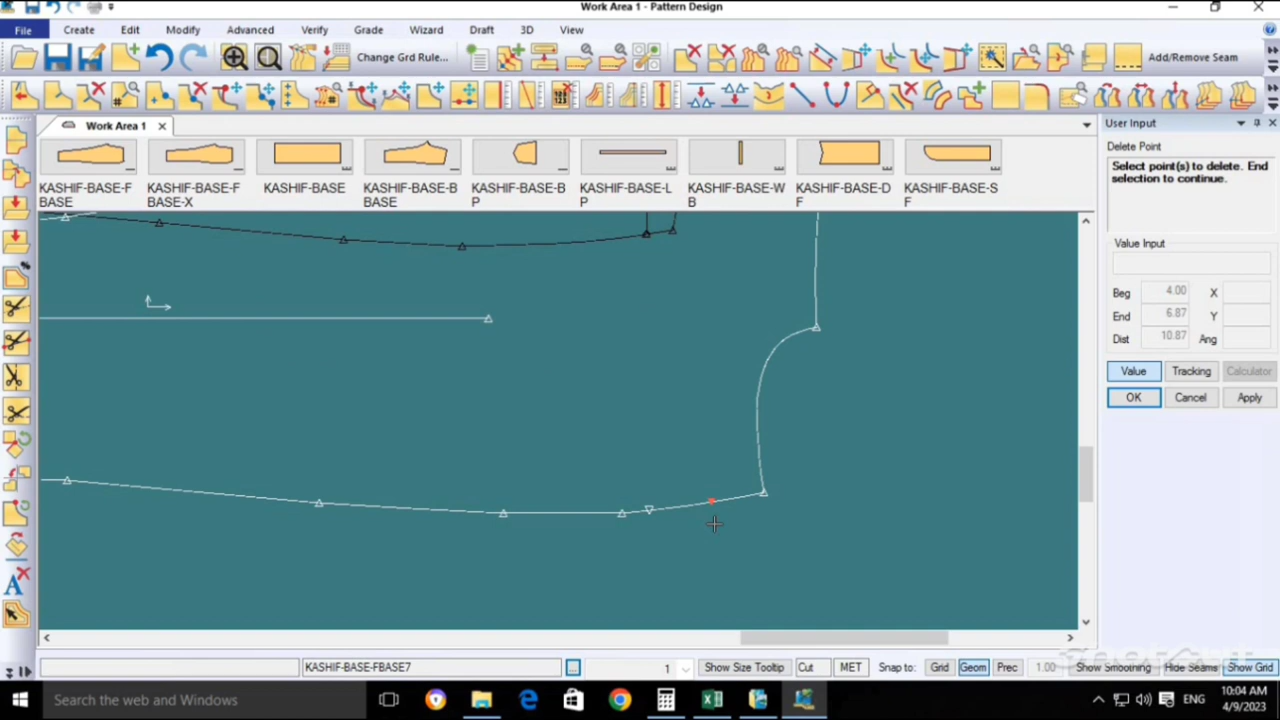 Work Area 1 - Pattern Design
File Create Edit Modify Advanced Verify Grade Wizard Draft 3D View
Change Grd Rule...
Add/Remove Seam
Work Area 1
User Input
Delete Point
Select point(s) to delete. End
selection to continue.
KASHIF-BASE-F
BASE
KASHIF-BASE-F
BASE-X
KASHIF-BASE
KASHIF-BASE-B
BASE
KASHIF-BASE-B
P
KASHIF-BASE-L
P
KASHIF-BASE-W
B
KASHIF-BASE-D
F
KASHIF-BASE-S
F
Value Input
Beg 4.00 X
End 6.87 Y
Dist 10.87 Ang
Value Tracking Calculator
OK Cancel Apply
KASHIF-BASE-FBASE7
...
1
Show Size Tooltip
Cut
MET
Snap to:
Grid
Geom
Prec
1.00
Show Smoothing
Hide Seams
Show Grid
Search the web and Windows
ENG
10:04 AM
4/9/2023